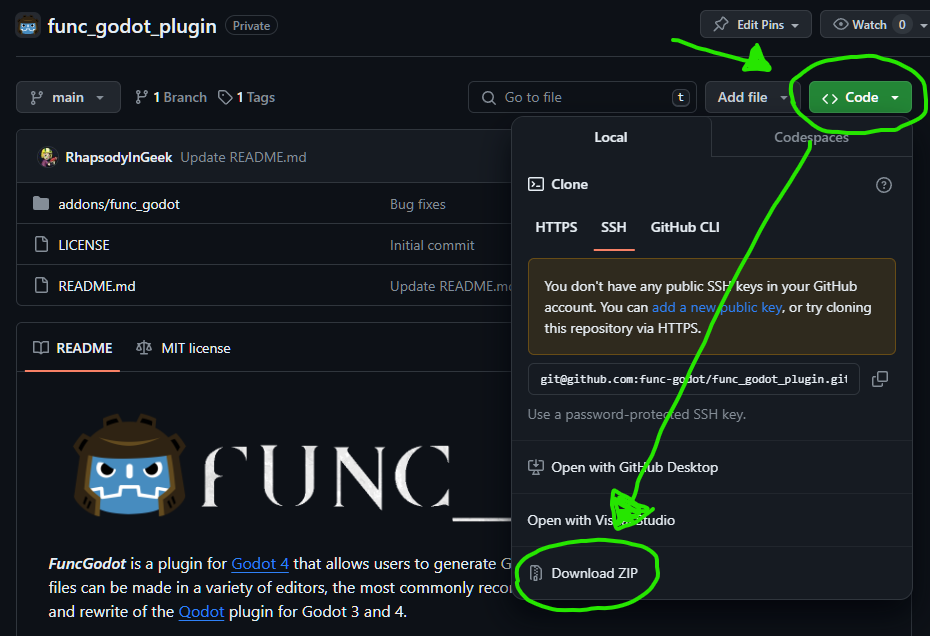 func_godot_plugin Private Edit Pins Watch 0
main 1 Branch 1 Tags Go to file t Add file Code
RhapsodyInGeek Update README.md
addons/func_godot Bug fixes
LICENSE Initial commit
README.md Update README.md
README MIT license
FUNC_
FuncGodot is a plugin for Godot 4 that allows users to generate G
files can be made in a variety of editors, the most commonly reco
and rewrite of the Qodot plugin for Godot 3 and 4.
Local Codespaces
Clone
HTTPS SSH GitHub CLI
You don't have any public SSH keys in your GitHub
account. You can add a new public key, or try cloning
this repository via HTTPS.
git@github.com:func-godot/func_godot_plugin.git
Use a password-protected SSH key.
Open with GitHub Desktop
Open with Visual Studio
Download ZIP